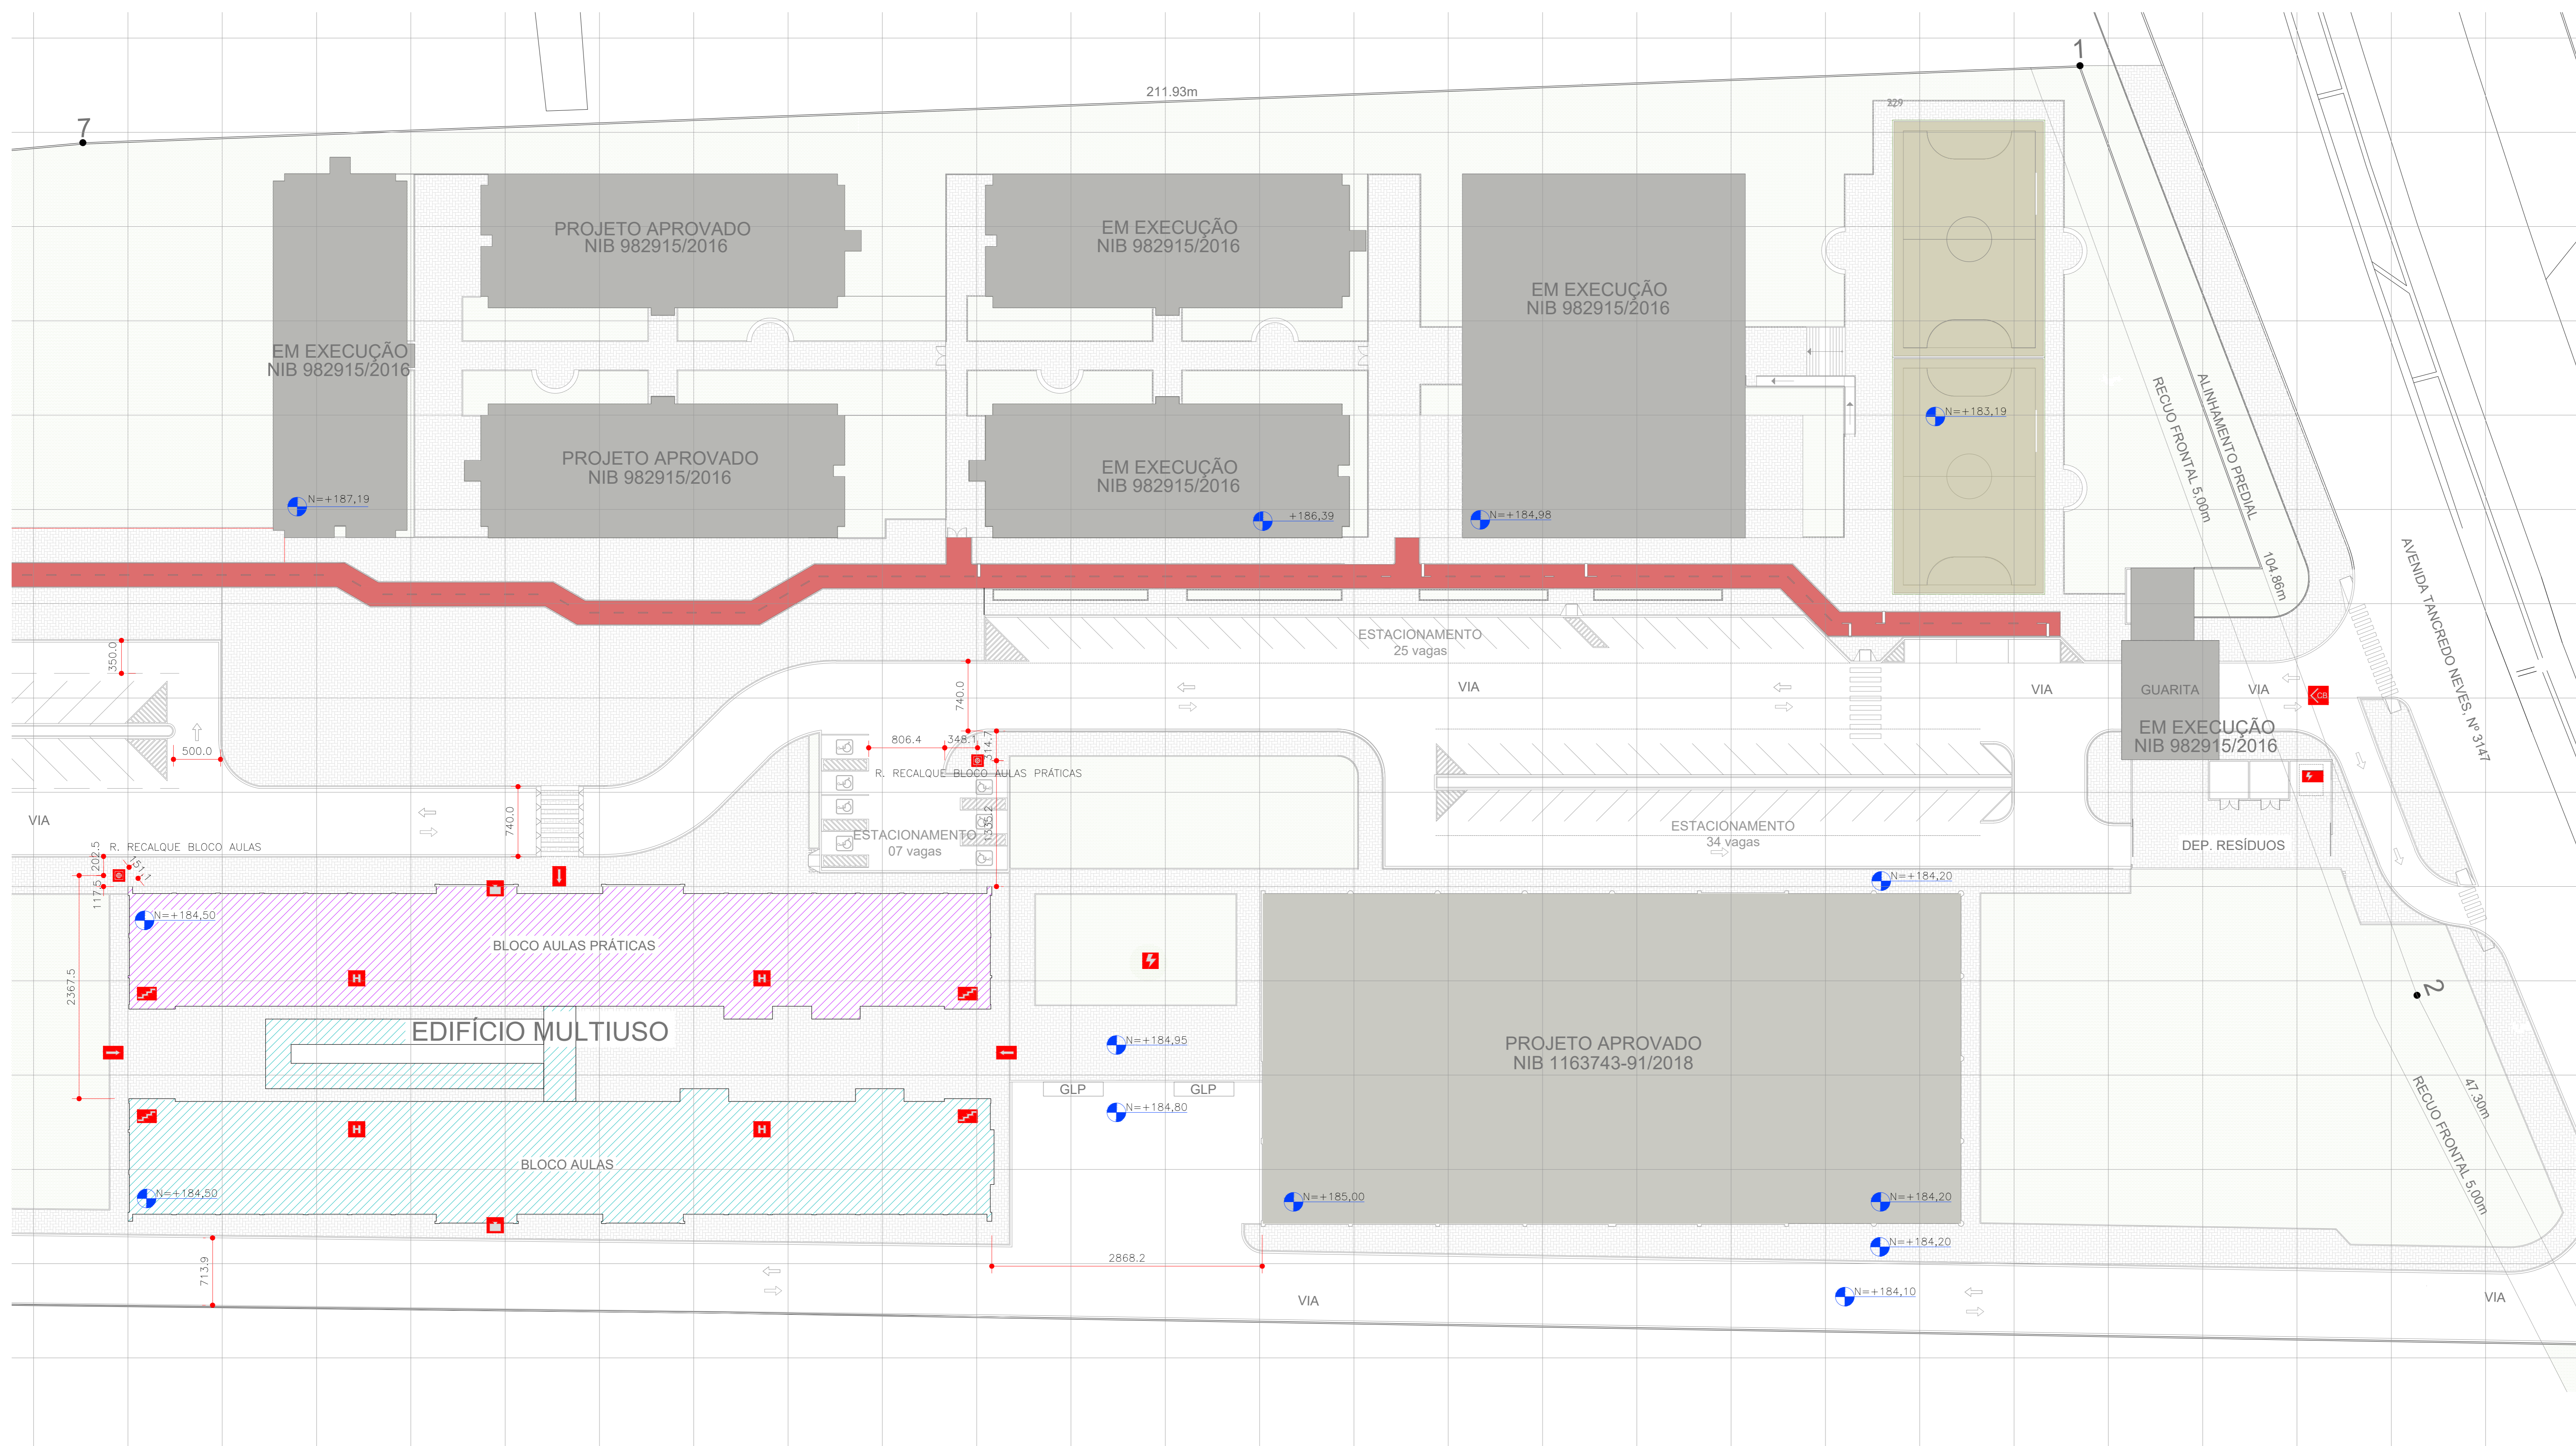 1
211.93m
229
7
PROJETO APROVADO
NIB 982915/2016
EM EXECUÇÃO
NIB 982915/2016
EM EXECUÇÃO
NIB 982915/2016
EM EXECUÇÃO
NIB 982915/2016
RECUO FRONTAL 5,00m
ALINHAMENTO PREDIAL
N=+183,19
PROJETO APROVADO
NIB 982915/2016
EM EXECUÇÃO
NIB 982915/2016
N=+187,19
+186,39
N=+184,98
104.86m
AVENIDA TANCREDO NEVES, Nº 3147
350.0
ESTACIONAMENTO
25 vagas
740.0
VIA
VIA
GUARITA
VIA
CB
EM EXECUÇÃO
NIB 982915/2016
500.0
806.4
348.1
314.7
R. RECALQUE BLOCO AULAS PRÁTICAS
VIA
740.0
1335.2
ESTACIONAMENTO
07 vagas
ESTACIONAMENTO
34 vagas
DEP. RESÍDUOS
R. RECALQUE BLOCO AULAS
202.5
151.1
117.5
N=+184,20
N=+184,50
BLOCO AULAS PRÁTICAS
H
H
2367.5
2
EDIFÍCIO MULTIUSO
N=+184,95
PROJETO APROVADO
NIB 1163743-91/2018
GLP
GLP
47.30m
RECUO FRONTAL 5,00m
N=+184,80
H
H
BLOCO AULAS
N=+184,50
N=+185,00
N=+184,20
N=+184,20
713.9
2868.2
VIA
N=+184,10
VIA